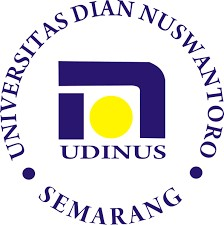 UNIVERSITAS DIAN NUSWANTORO
UDINUS
• SEMARANG •